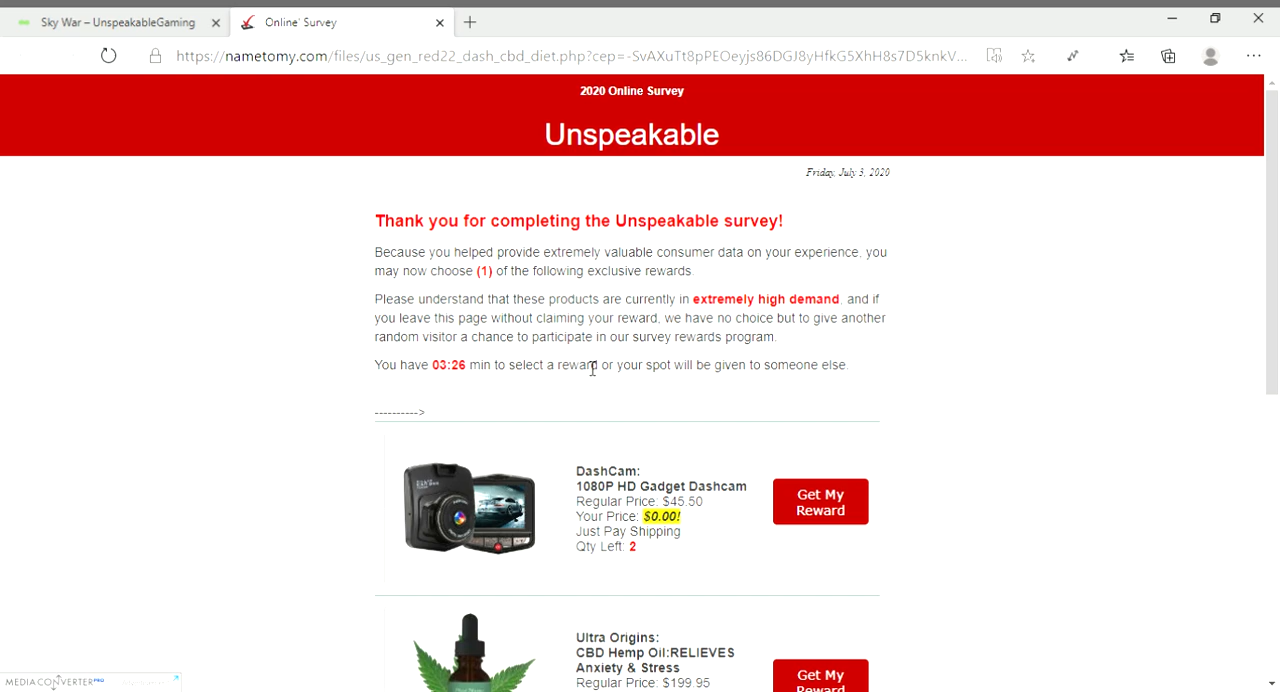 Sky War – UnspeakableGaming
Online' Survey
https://nametomy.com/files/us_gen_red22_dash_cbd_diet.php?cep=-SvAXuTt8pPEOeyjs86DGJ8yHfkG5XhH8s7D5knkV...
2020 Online Survey
Unspeakable
Friday, July 3, 2020
Thank you for completing the Unspeakable survey!
Because you helped provide extremely valuable consumer data on your experience, you
may now choose (1) of the following exclusive rewards.
Please understand that these products are currently in extremely high demand, and if
you leave this page without claiming your reward, we have no choice but to give another
random visitor a chance to participate in our survey rewards program.
You have 03:26 min to select a reward or your spot will be given to someone else.
---------->
DashCam:
1080P HD Gadget Dashcam
Regular Price: $45.50
Your Price: $0.00!
Just Pay Shipping
Qty Left: 2
Get My
Reward
Ultra Origins:
CBD Hemp Oil:RELIEVES
Anxiety & Stress
Regular Price: $199.95
Get My
Reward
MEDIACONVERTERPRO